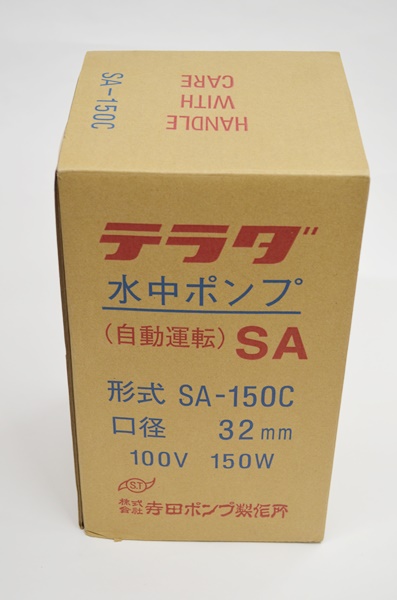 SA-150C
HANDLE
WITH
CARE
テラダ
水中ポンプ
(自動運転) SA
形式 SA-150C
口径 32mm
100V 150W
S.T
株式会社 寺田ポンプ製作所